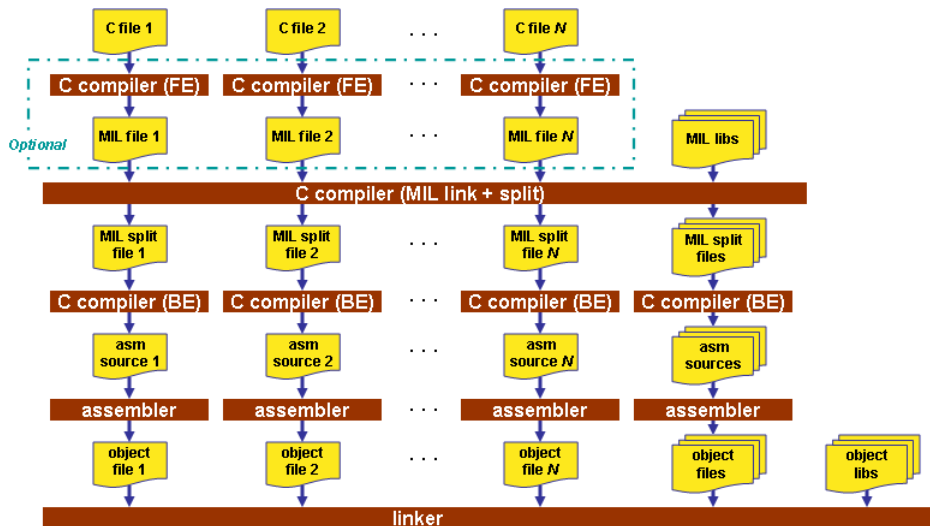 C file 1
C file 2
. . .
C file N
C compiler (FE)
C compiler (FE)
. . .
C compiler (FE)
Optional
MIL file 1
MIL file 2
. . .
MIL file N
MIL libs
C compiler (MIL link + split)
MIL split
file 1
MIL split
file 2
. . .
MIL split
file N
MIL split
files
C compiler (BE)
C compiler (BE)
. . .
C compiler (BE)
C compiler (BE)
asm
source 1
asm
source 2
. . .
asm
source N
asm
sources
assembler
assembler
. . .
assembler
assembler
object
file 1
object
file 2
. . .
object
file N
object
files
object
libs
linker